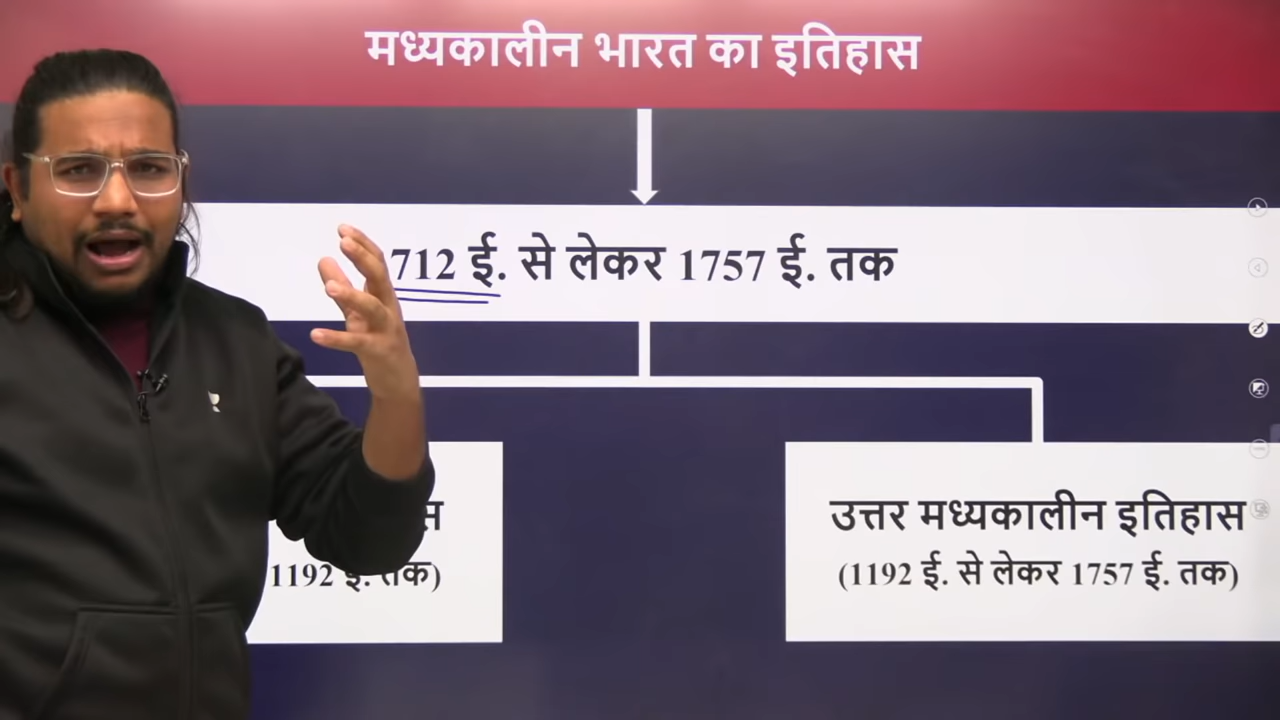 मध्यकालीन भारत का इतिहास
712 ई. से लेकर 1757 ई. तक
1192 ई. तक)
उत्तर मध्यकालीन इतिहास
(1192 ई. से लेकर 1757 ई. तक)